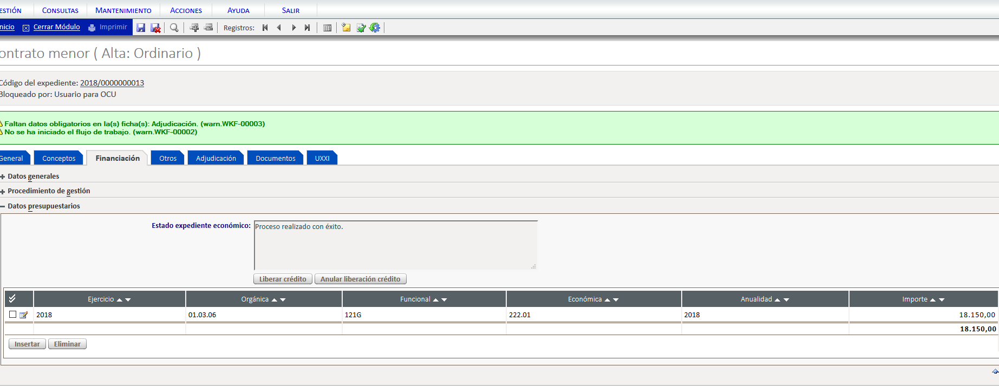 ESTIÓN CONSULTAS MANTENIMIENTO ACCIONES AYUDA SALIR
nicio Cerrar Módulo Imprimir Registros:
ontrato menor ( Alta: Ordinario )
Código del expediente: 2018/0000000013
Bloqueado por: Usuario para OCU
Faltan datos obligatorios en la(s) ficha(s): Adjudicación. (warn.WKF-00003)
No se ha iniciado el flujo de trabajo. (warn.WKF-00002)
General Conceptos Financiación Otros Adjudicación Documentos UXXI
Datos generales
Procedimiento de gestión
Datos presupuestarios
Estado expediente económico: Proceso realizado con éxito.
Liberar crédito Anular liberación crédito
Ejercicio Orgánica Funcional Económica Anualidad Importe
2018 01.03.06 121G 222.01 2018 18.150,00
18.150,00
Insertar Eliminar